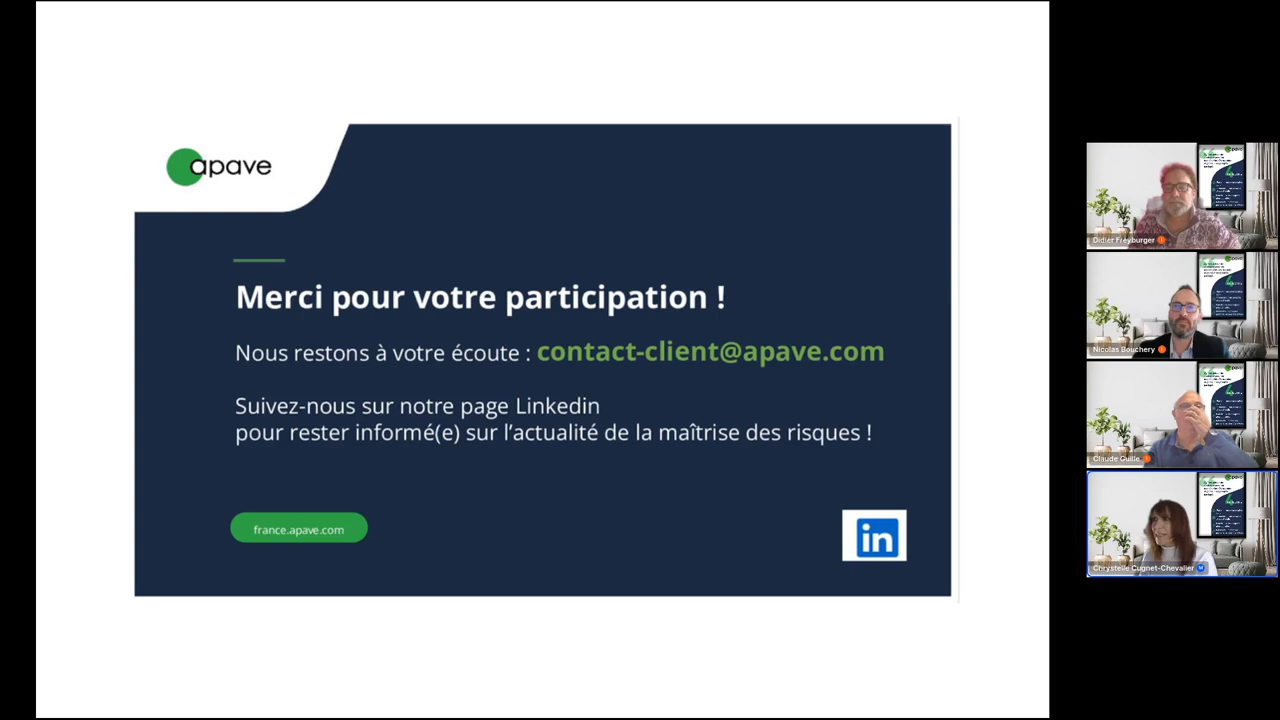 apave
Merci pour votre participation !
Nous restons à votre écoute : contact-client@apave.com
Suivez-nous sur notre page Linkedin
pour rester informé(e) sur l'actualité de la maîtrise des risques !
france.apave.com
in
Didier Freyburger
Nicolas Bouchery
Claude Guille
Chrystelle Cugnet-Chevalier